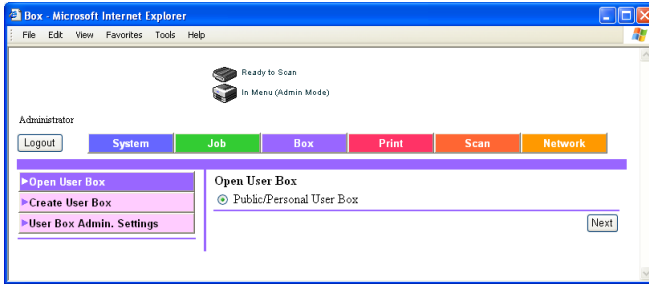 Box - Microsoft Internet Explorer
File Edit View Favorites Tools Help
Ready to Scan
In Menu (Admin Mode)
Administrator
Logout System Job Box Print Scan Network
Open User Box
Create User Box
User Box Admin. Settings
Open User Box
Public/Personal User Box
Next